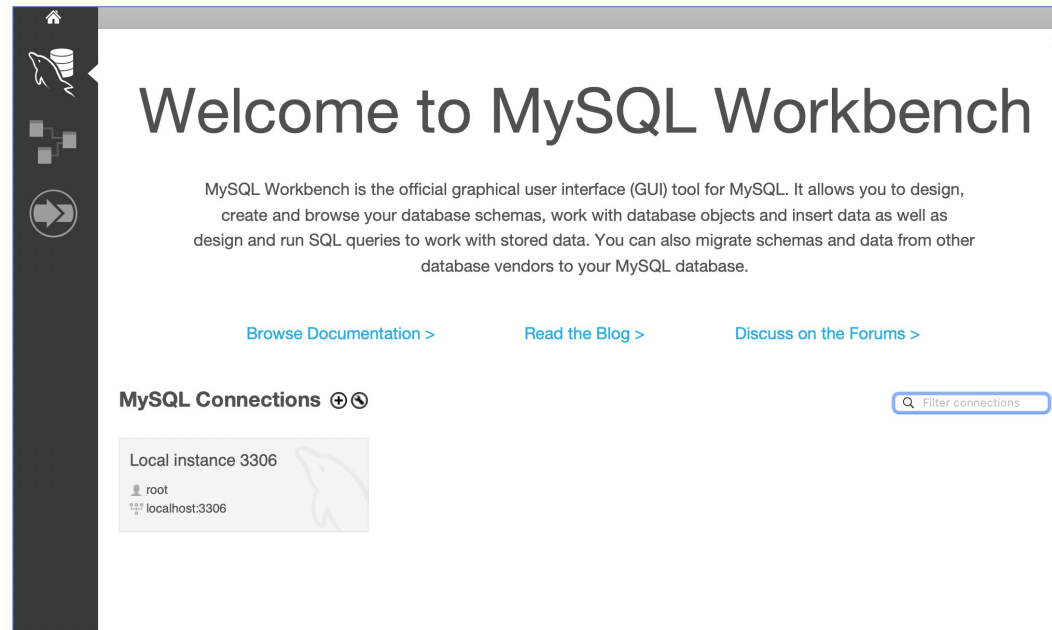 Welcome to MySQL Workbench
MySQL Workbench is the official graphical user interface (GUI) tool for MySQL. It allows you to design,
create and browse your database schemas, work with database objects and insert data as well as
design and run SQL queries to work with stored data. You can also migrate schemas and data from other
database vendors to your MySQL database.
Browse Documentation > Read the Blog > Discuss on the Forums >
MySQL Connections
Filter connections
Local instance 3306
root
localhost:3306